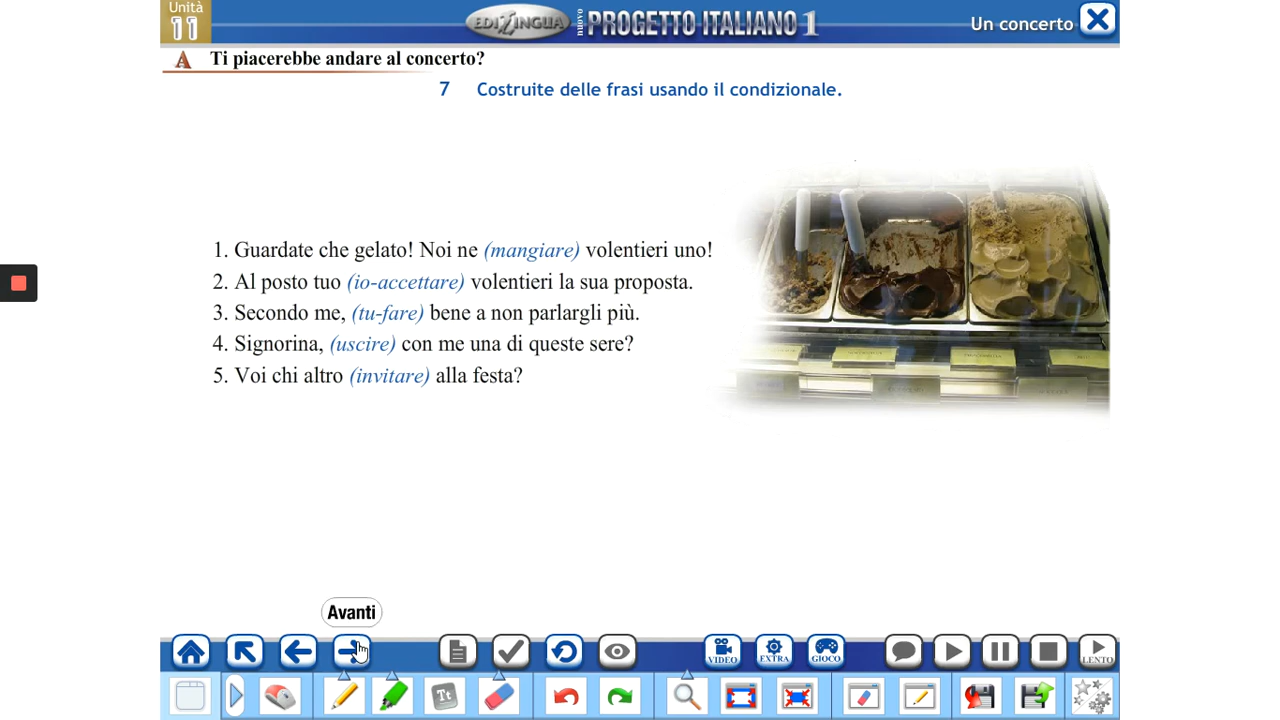 Unità
11
EDILINGUA nuovo PROGETTO ITALIANO 1
Un concerto
A Ti piacerebbe andare al concerto?
7 Costruite delle frasi usando il condizionale.
1. Guardate che gelato! Noi ne (mangiare) volentieri uno!
2. Al posto tuo (io-accettare) volentieri la sua proposta.
3. Secondo me, (tu-fare) bene a non parlargli più.
4. Signorina, (uscire) con me una di queste sere?
5. Voi chi altro (invitare) alla festa?
Avanti
VIDEO EXTRA GIOCO LENTO
Tt